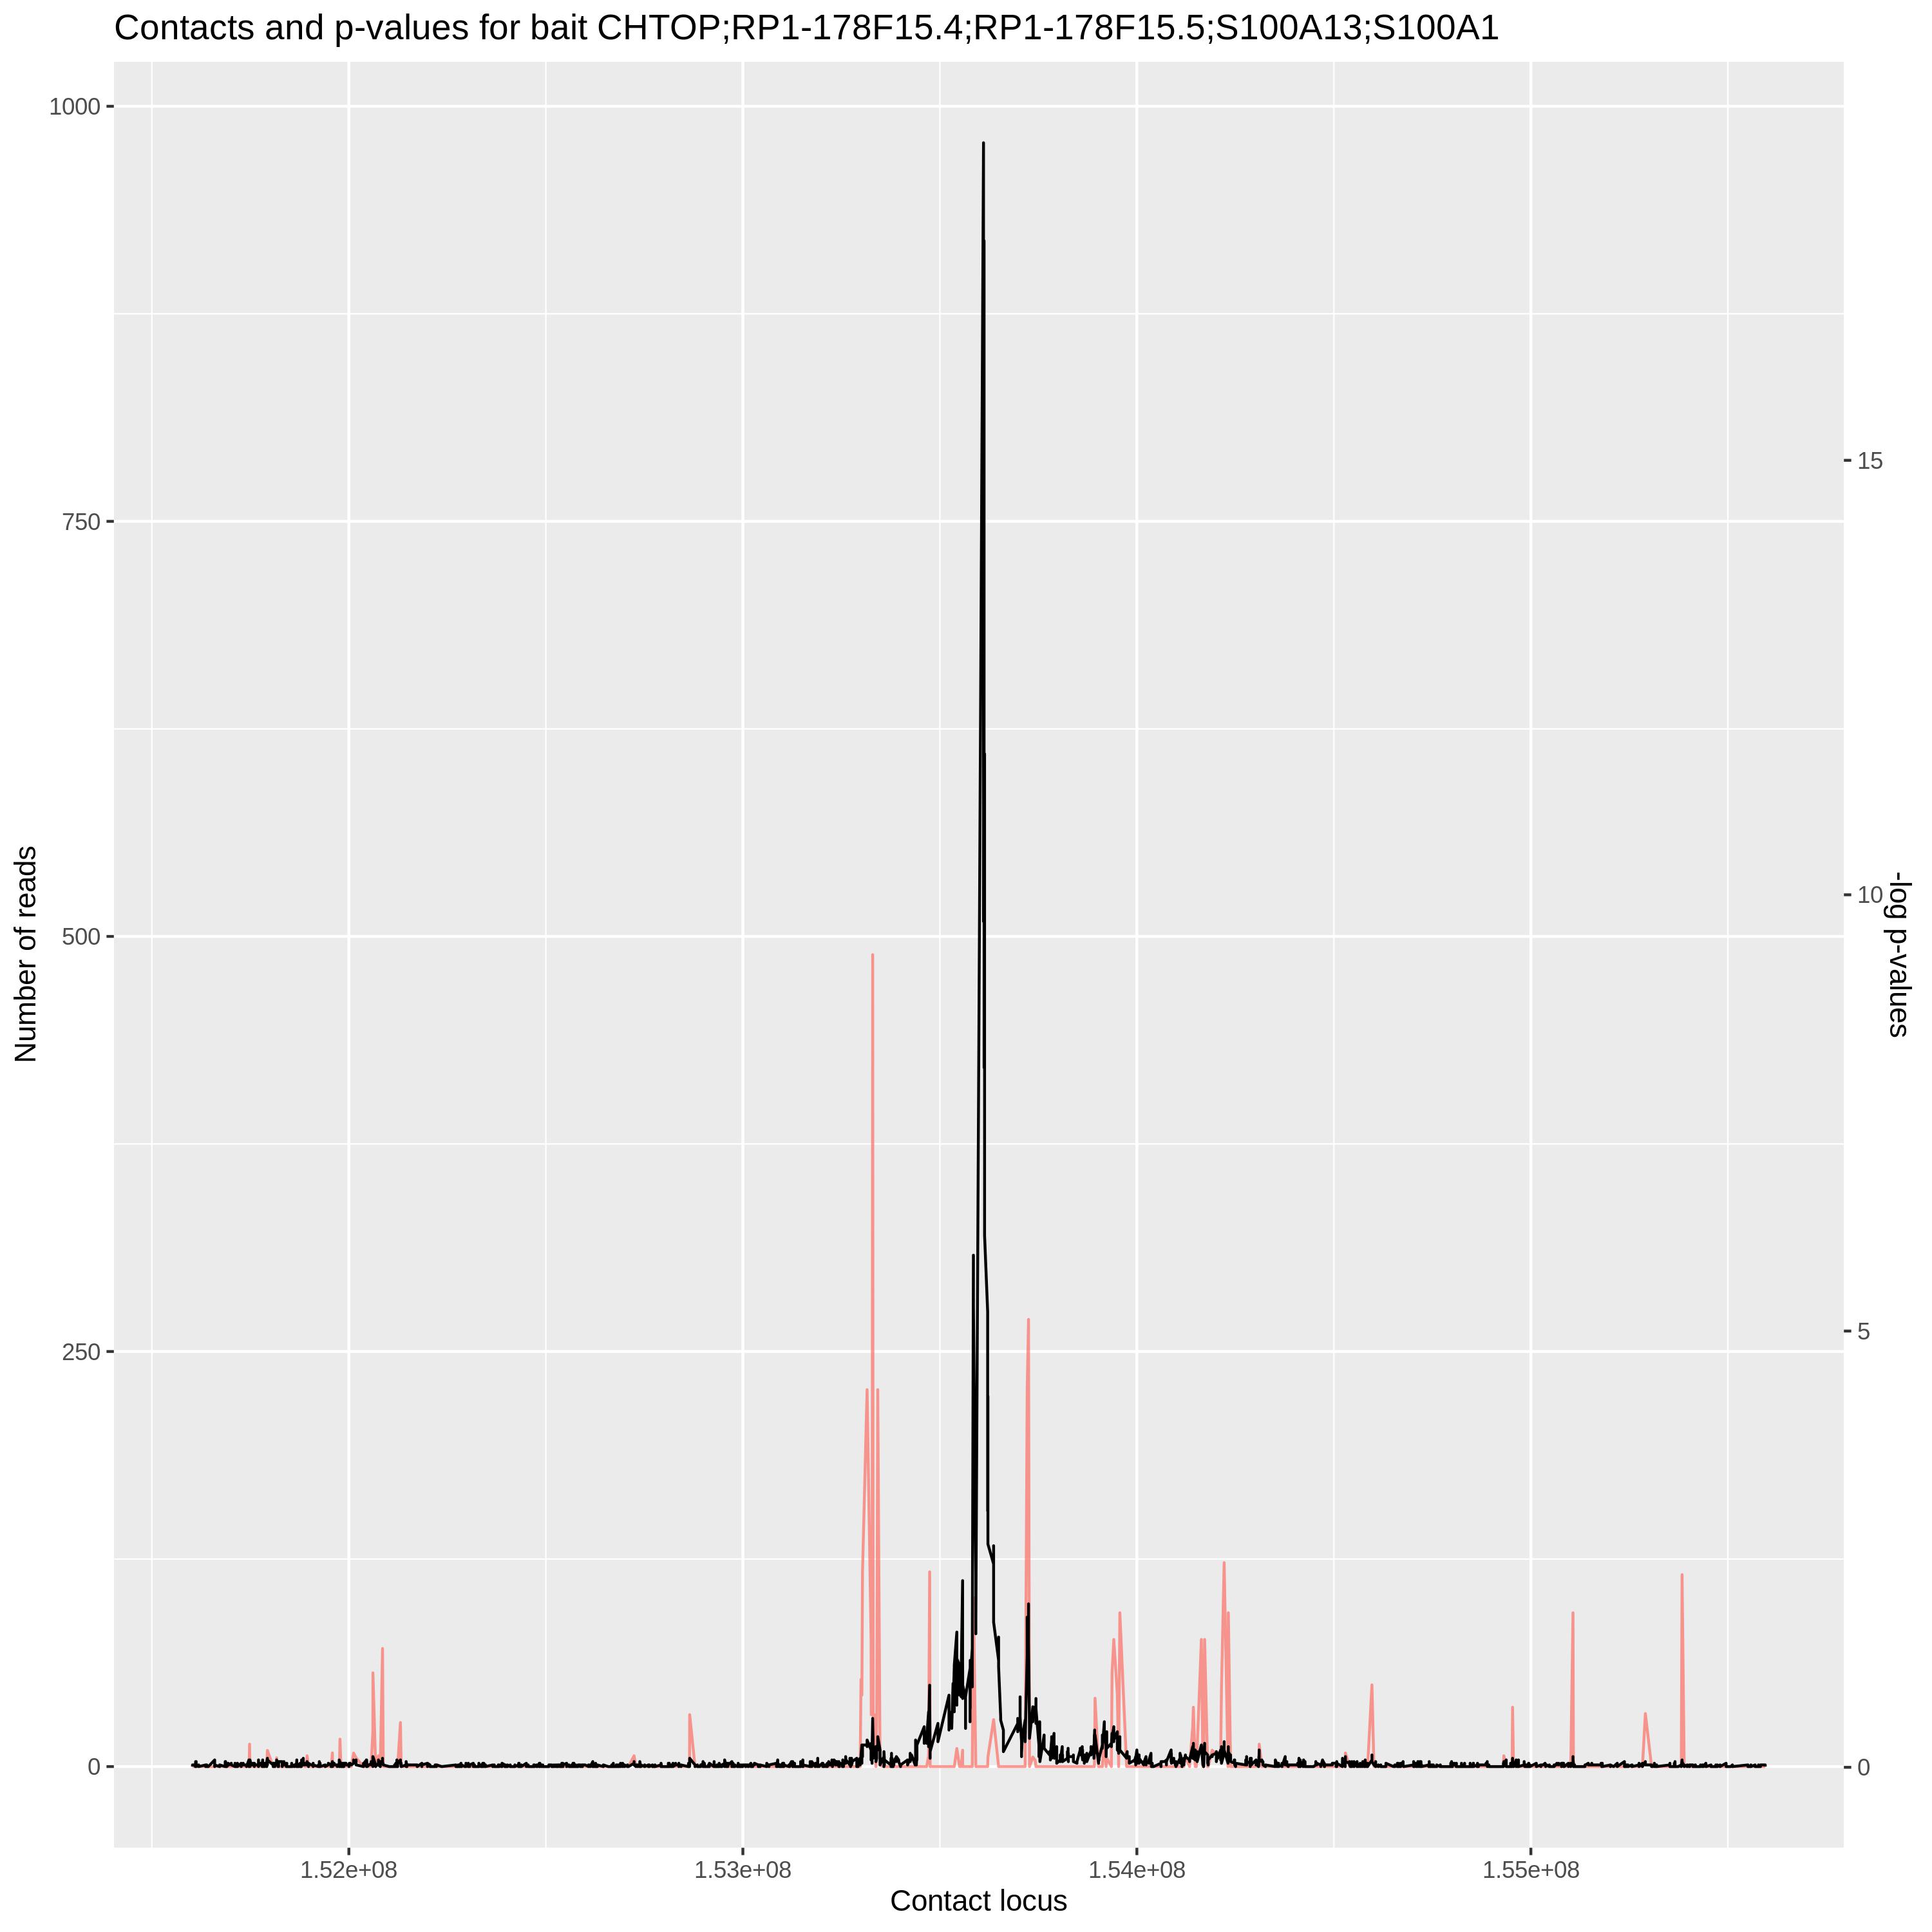 Contacts and p-values for bait CHTOP;RP1-178F15.4;RP1-178F15.5;S100A13;S100A1
1000
750
500
250
0
Number of reads
15
10
5
0
-log p-values
1.52e+08
1.53e+08
1.54e+08
1.55e+08
Contact locus